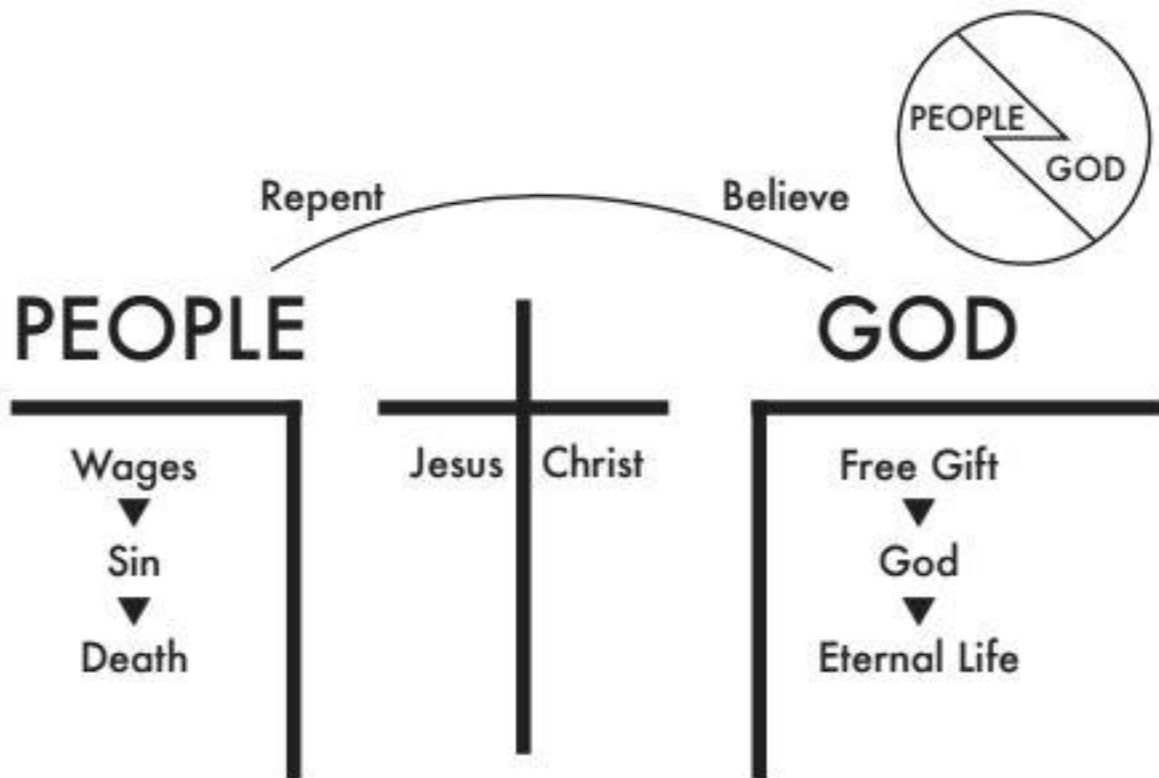 PEOPLE
GOD
Repent
Believe
PEOPLE
GOD
Wages
Sin
Death
Jesus Christ
Free Gift
God
Eternal Life